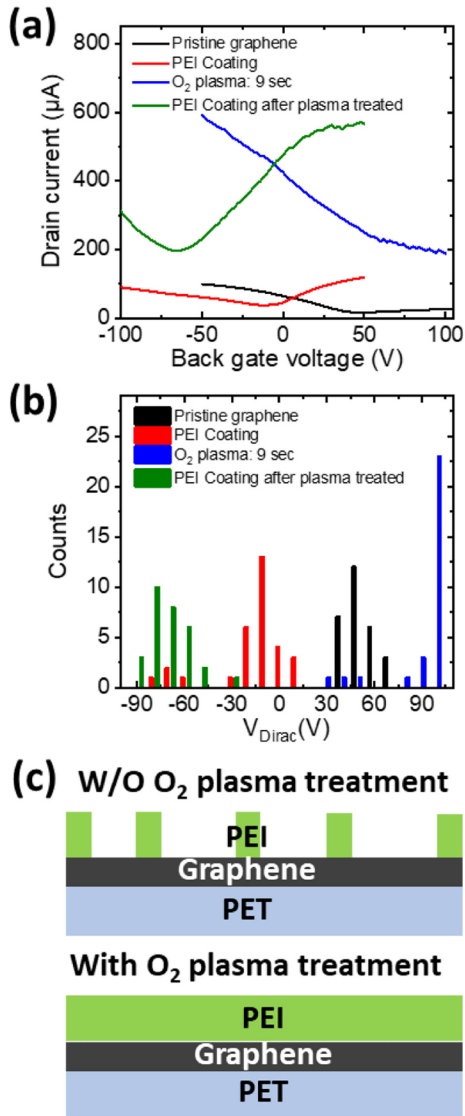 (a)
Pristine graphene
PEI Coating
O₂ plasma: 9 sec
PEI Coating after plasma treated
Drain current (µA)
800
600
400
200
0
-100 -50 0 50 100
Back gate voltage (V)
(b)
Pristine graphene
PEI Coating
O₂ plasma: 9 sec
PEI Coating after plasma treated
Counts
25
20
15
10
5
0
-90 -60 -30 0 30 60 90
V_Dirac(V)
(c)
W/O O₂ plasma treatment
PEI
Graphene
PET
With O₂ plasma treatment
PEI
Graphene
PET